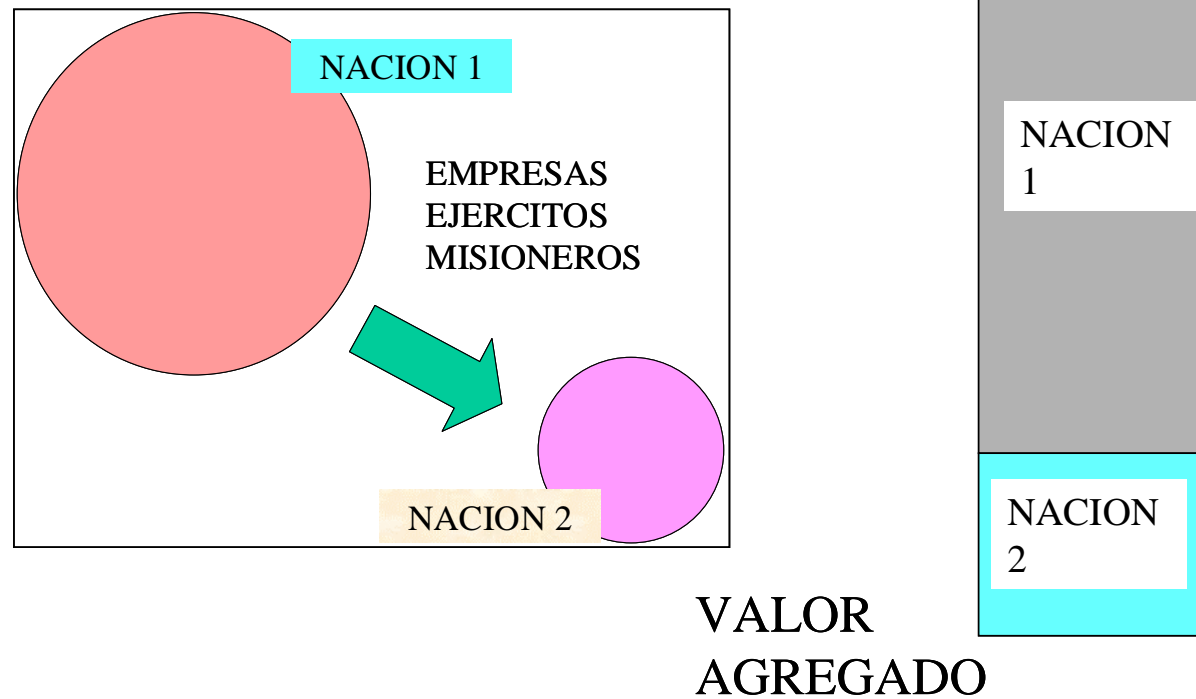 NACION 1
EMPRESAS
EJERCITOS
MISIONEROS
NACION 2
NACION
1
NACION
2
VALOR
AGREGADO